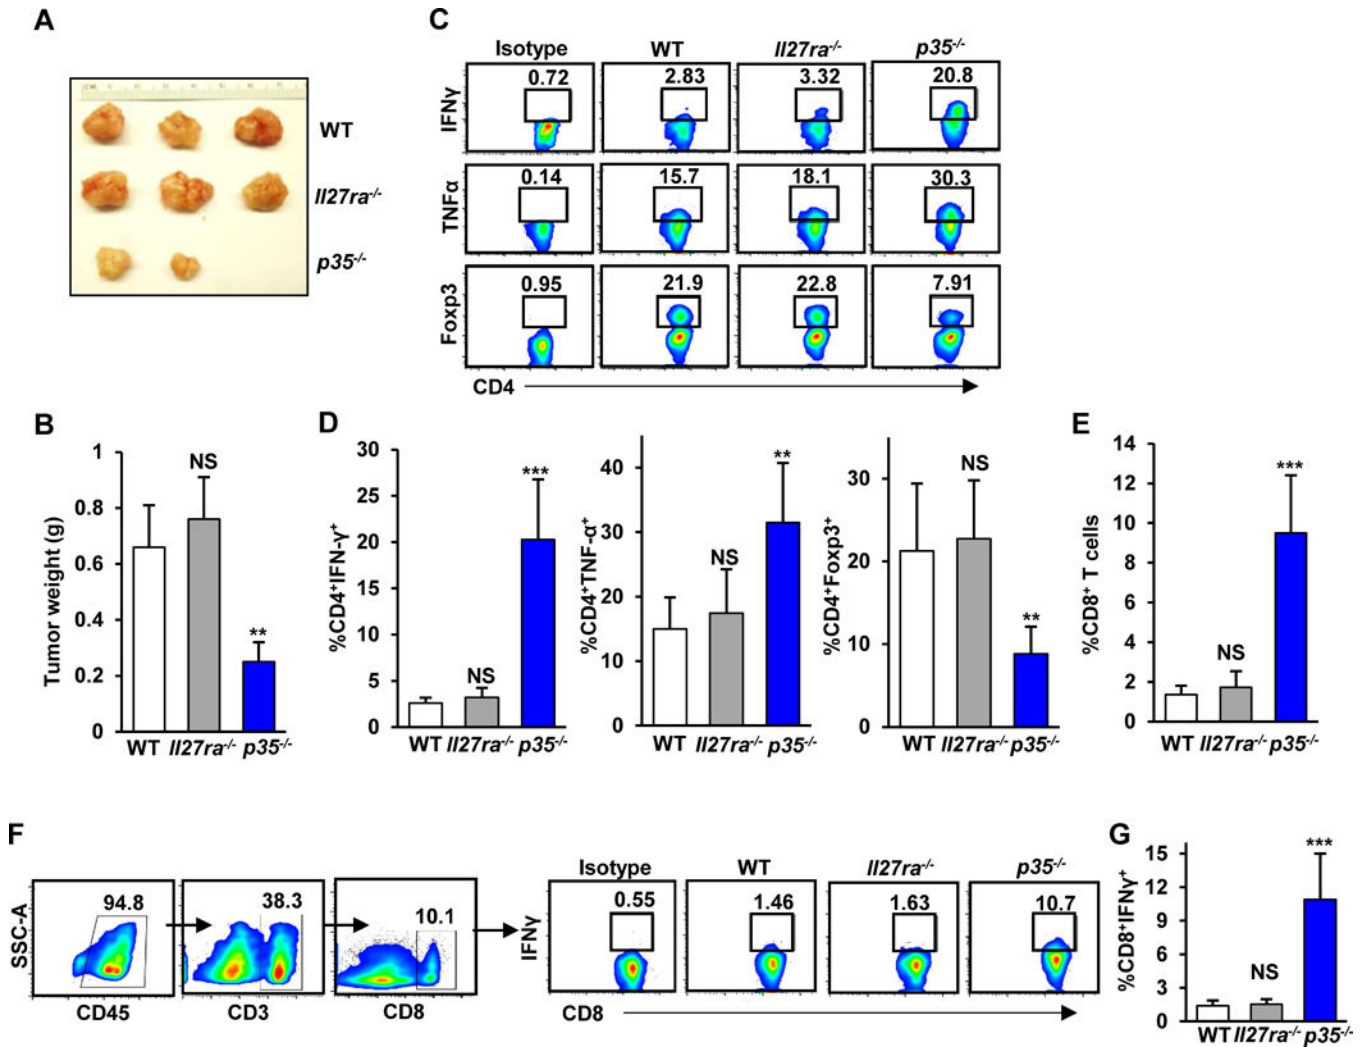 A
WT
Il27ra-/-
p35-/-
C
Isotype WT Il27ra-/- p35-/-
IFNγ
0.72 2.83 3.32 20.8
TNFα
0.14 15.7 18.1 30.3
Foxp3
0.95 21.9 22.8 7.91
CD4
B
Tumor weight (g)
1
0.8
0.6
0.4
0.2
0
NS
**
WT Il27ra-/- p35-/-
D
%CD4+IFN-γ+
30
25
20
15
10
5
0
NS
***
WT Il27ra-/- p35-/-
%CD4+TNF-α+
40
30
20
10
0
NS
**
WT Il27ra-/- p35-/-
%CD4+Foxp3+
30
20
10
0
NS
**
WT Il27ra-/- p35-/-
E
%CD8+ T cells
14
12
10
8
6
4
2
0
NS
***
WT Il27ra-/- p35-/-
F
SSC-A
94.8 38.3 10.1
CD45 CD3 CD8
Isotype WT Il27ra-/- p35-/-
IFNγ
0.55 1.46 1.63 10.7
CD8
G
%CD8+IFNγ+
15
12
9
6
3
0
NS
***
WT Il27ra-/- p35-/-